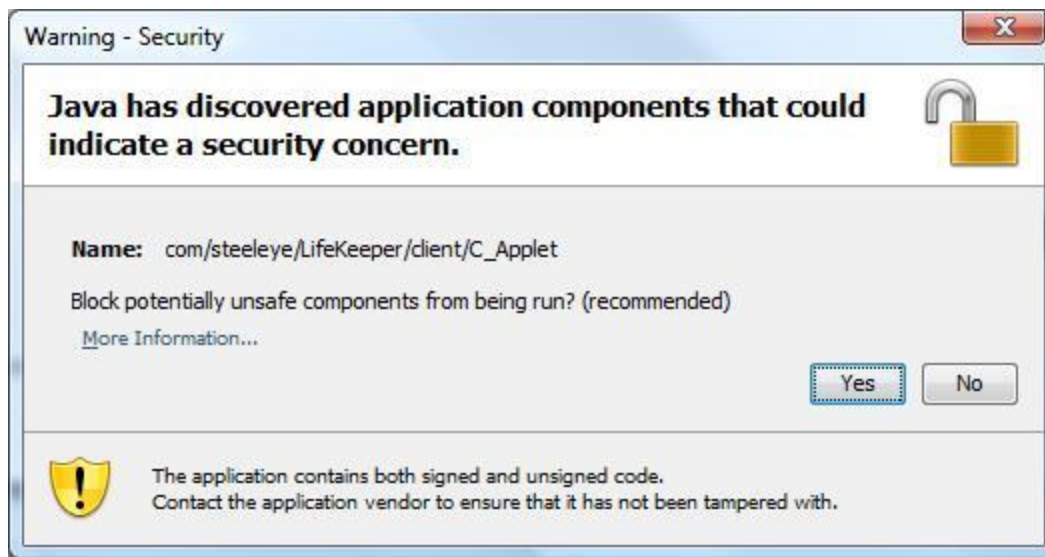 Warning - Security
Java has discovered application components that could
indicate a security concern.
Name: com/steeleye/LifeKeeper/client/C_Applet
Block potentially unsafe components from being run? (recommended)
More Information...
Yes No
The application contains both signed and unsigned code.
Contact the application vendor to ensure that it has not been tampered with.